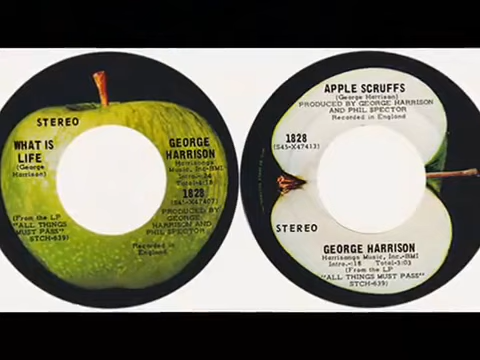 STEREO
WHAT IS
LIFE
(George
Harrison)
GEORGE
HARRISON
Harrisongs
Music, Inc-BMI
Intro.-24
Total-4:18
1828
(S45-X47407)
PRODUCED BY
GEORGE
HARRISON AND
PHIL SPECTOR
Recorded in
England
(From the LP
"ALL THINGS
MUST PASS"
STCH-639)
APPLE SCRUFFS
(George Harrison)
PRODUCED BY GEORGE HARRISON
AND PHIL SPECTOR
Recorded in England
1828
(S45-X47413)
STEREO
GEORGE HARRISON
Harrisongs Music, Inc.-BMI
Intro.-16 Total-3:03
(From the LP
"ALL THINGS MUST PASS"
STCH-639)